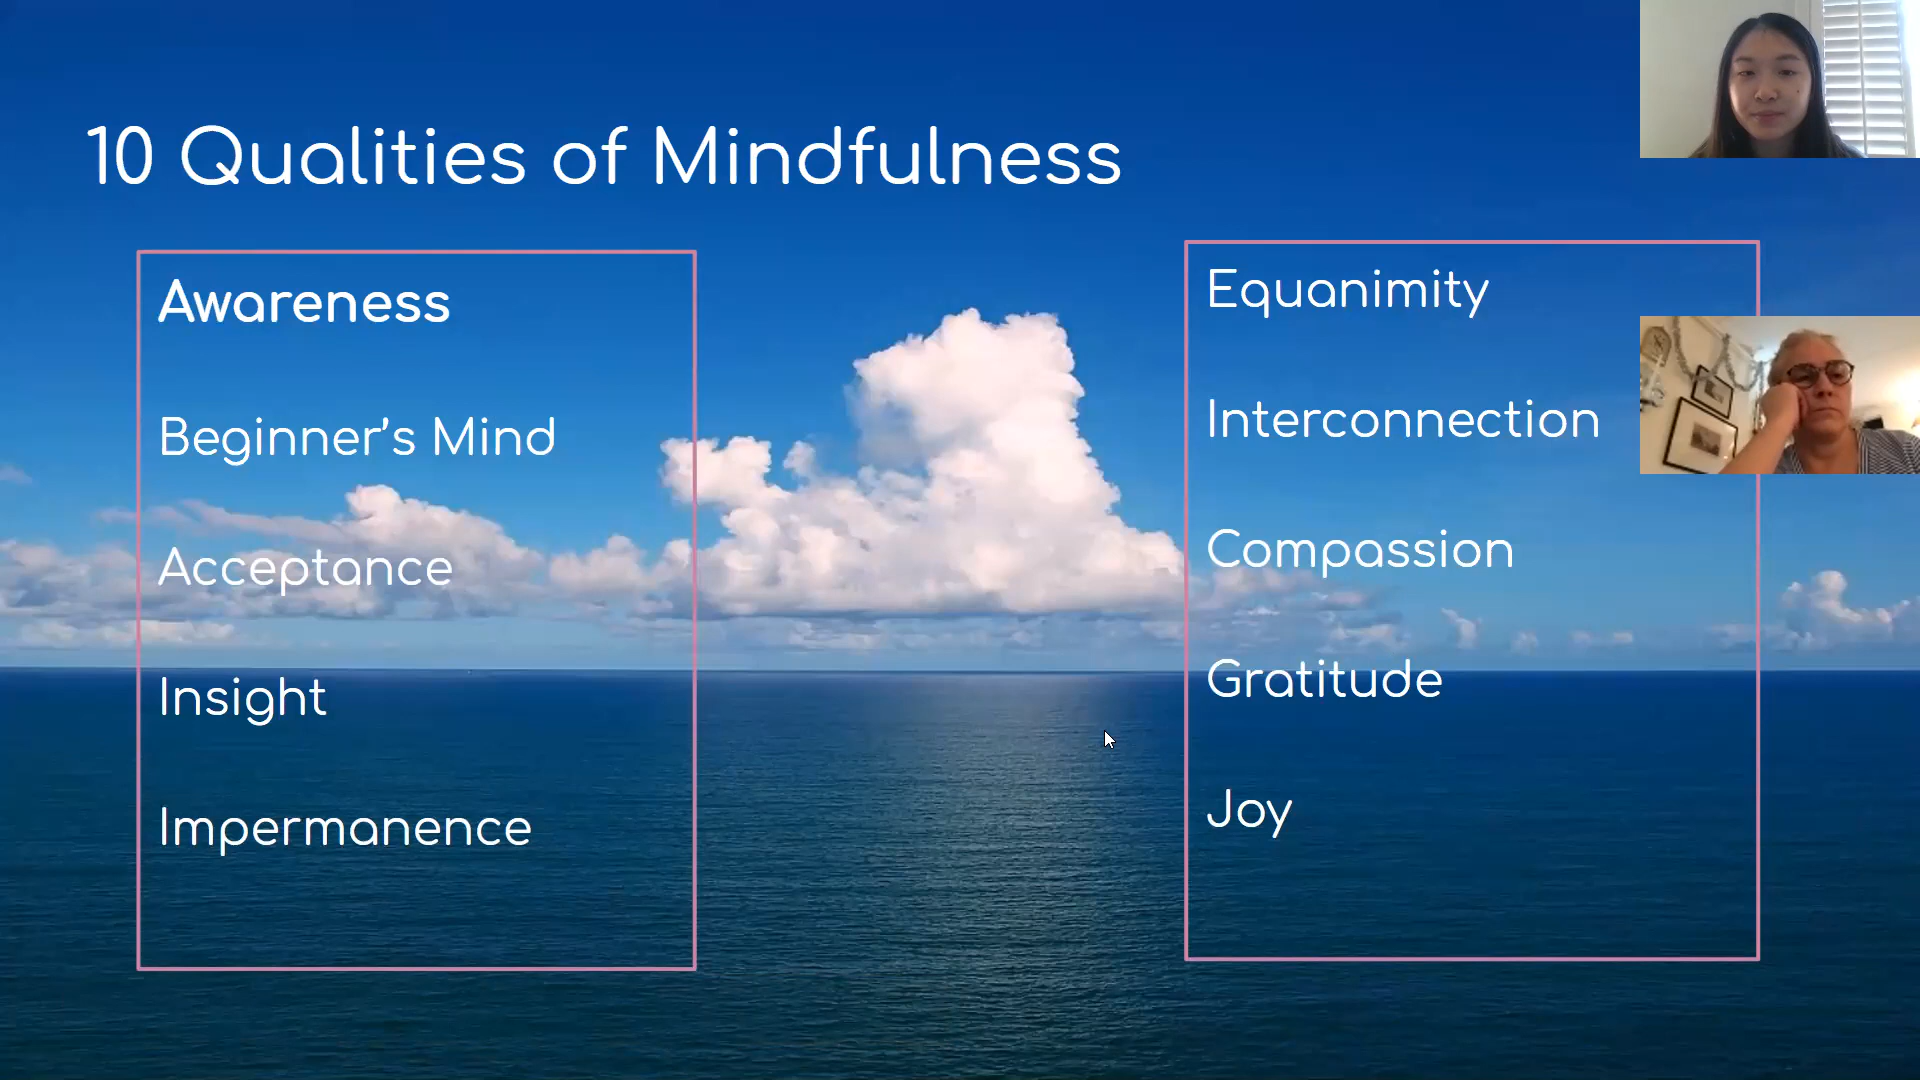 10 Qualities of Mindfulness
Awareness
Beginner’s Mind
Acceptance
Insight
Impermanence
Equanimity
Interconnection
Compassion
Gratitude
Joy